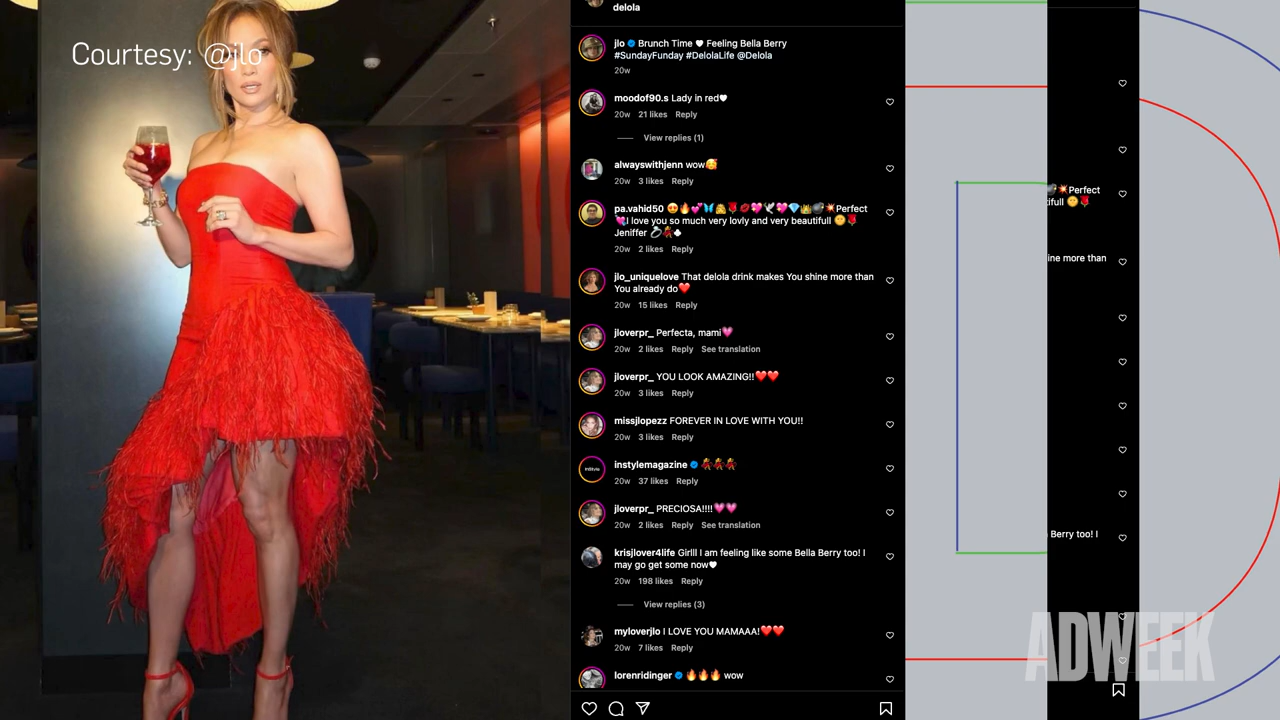 Courtesy: @jlo
delola
jlo Brunch Time 🤍 Feeling Bella Berry
#SundayFunday #DelolaLife @Delola
20w
moodof90.s Lady in red🤍
20w 21 likes Reply
View replies (1)
alwayswithjenn wow🥰
20w 3 likes Reply
pa.vahid50 😍🔥💕🦋👸🌹💋💖🕊💖💎👑💥Perfect
💘I love you so much very lovly and very beautifull 🌹
Jeniffer 💍💃♣
20w 2 likes Reply
jlo_uniquelove That delola drink makes You shine more than
You already do❤️
20w 15 likes Reply
jloverpr_ Perfecta, mami💗
20w 2 likes Reply See translation
jloverpr_ YOU LOOK AMAZING!!❤️❤️
20w 3 likes Reply
missjlopezz FOREVER IN LOVE WITH YOU!!
20w 3 likes Reply
InStyle
instylemagazine 💃💃💃
20w 37 likes Reply
jloverpr_ PRECIOSA!!!!💗💗
20w 2 likes Reply See translation
krisjlover4life Girlll I am feeling like some Bella Berry too! I
may go get some now🤍
20w 198 likes Reply
View replies (3)
myloverjlo I LOVE YOU MAMAAA!❤️❤️
20w 7 likes Reply
lorenridinger 🔥🔥🔥 wow
💥Perfect
ifull 🌹
ine more than
Berry too! I
ADWEEK